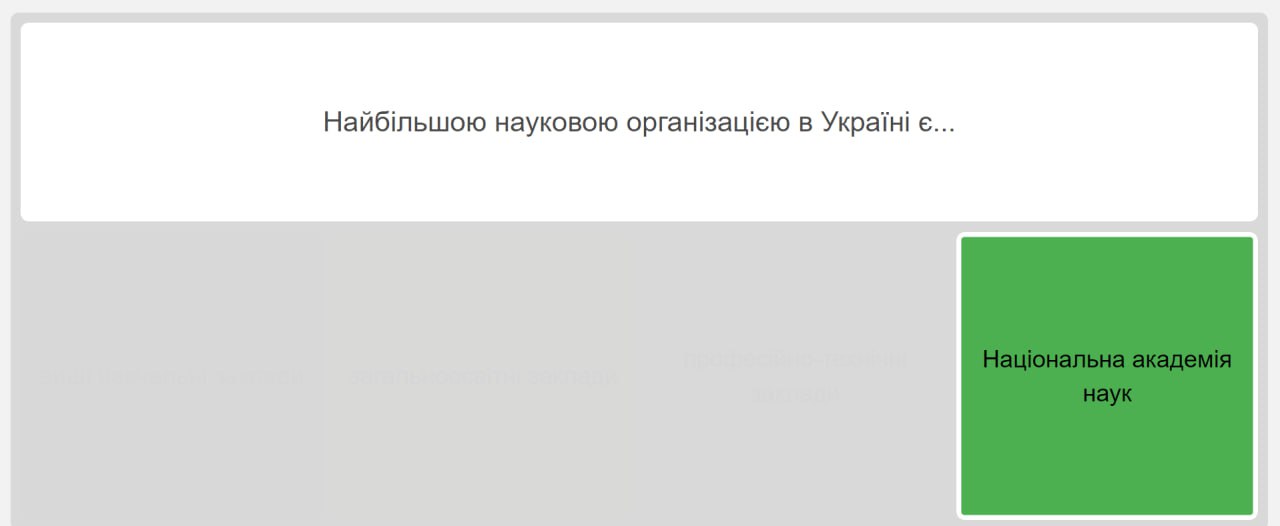 Найбільшою науковою організацією в Україні є...
вищі навчальні заклади
загальноосвітні заклади
професійно-технічні
заклади
Національна академія
наук